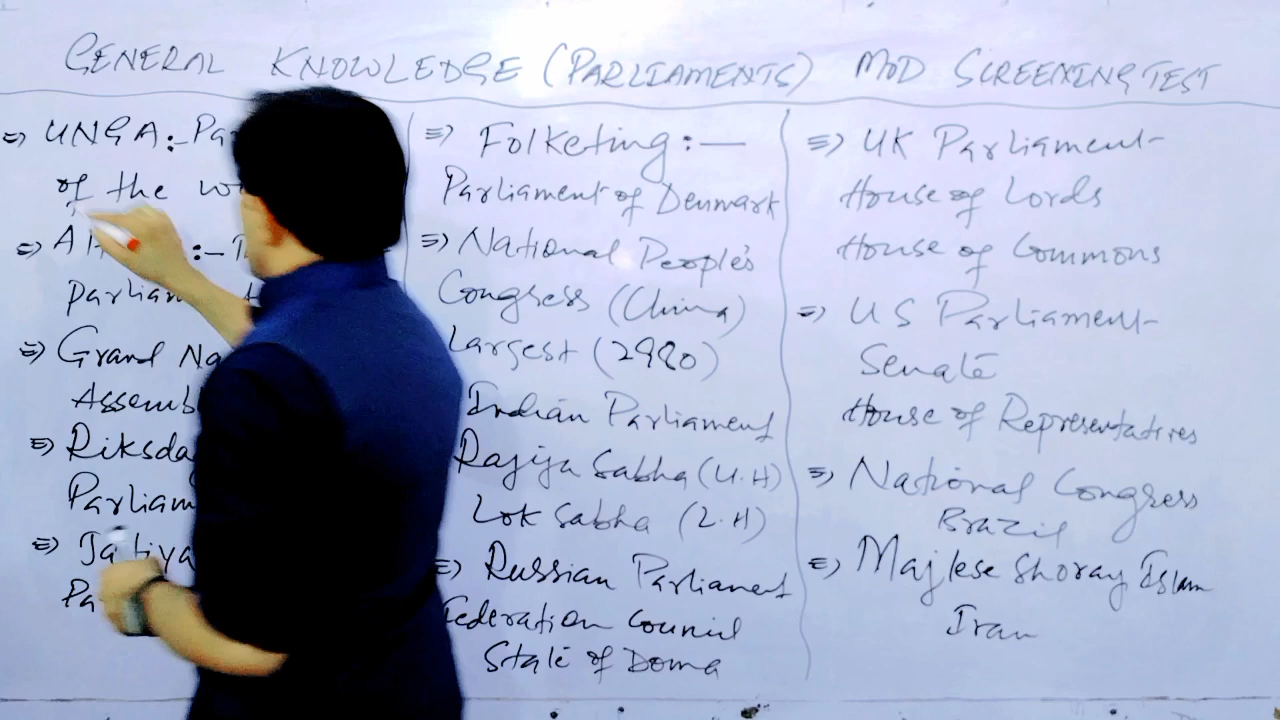 GENERAL KNOWLEDGE (PARLIAMENTS) MOD SCREENING TEST
⇒ UNGA:- Pa
of the w
⇒ A
parliam
⇒ Grand Na
Assemb
⇒ Riksda
Parliam
⇒ Jatiya
Pa
⇒ Folketing :—
Parliament of Denmark
⇒ National People's
Congress (China)
Largest (2980)
Indian Parliament
Rajiya Sabha (U.H)
Lok Sabha (L.H)
⇒ Russian Parliament
Federation Council
State of Doma
⇒ UK Parliament-
House of Lords
House of Commons
⇒ US Parliament-
Senate
House of Representatives
⇒ National Congress
Brazil
⇒ Majlese Shoray Islam
Iran